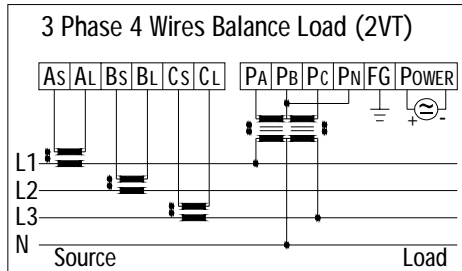 3 Phase 4 Wires Balance Load (2VT)
AS AL BS BL CS CL PA PB PC PN FG POWER
+ -
L1
L2
L3
N
Source Load